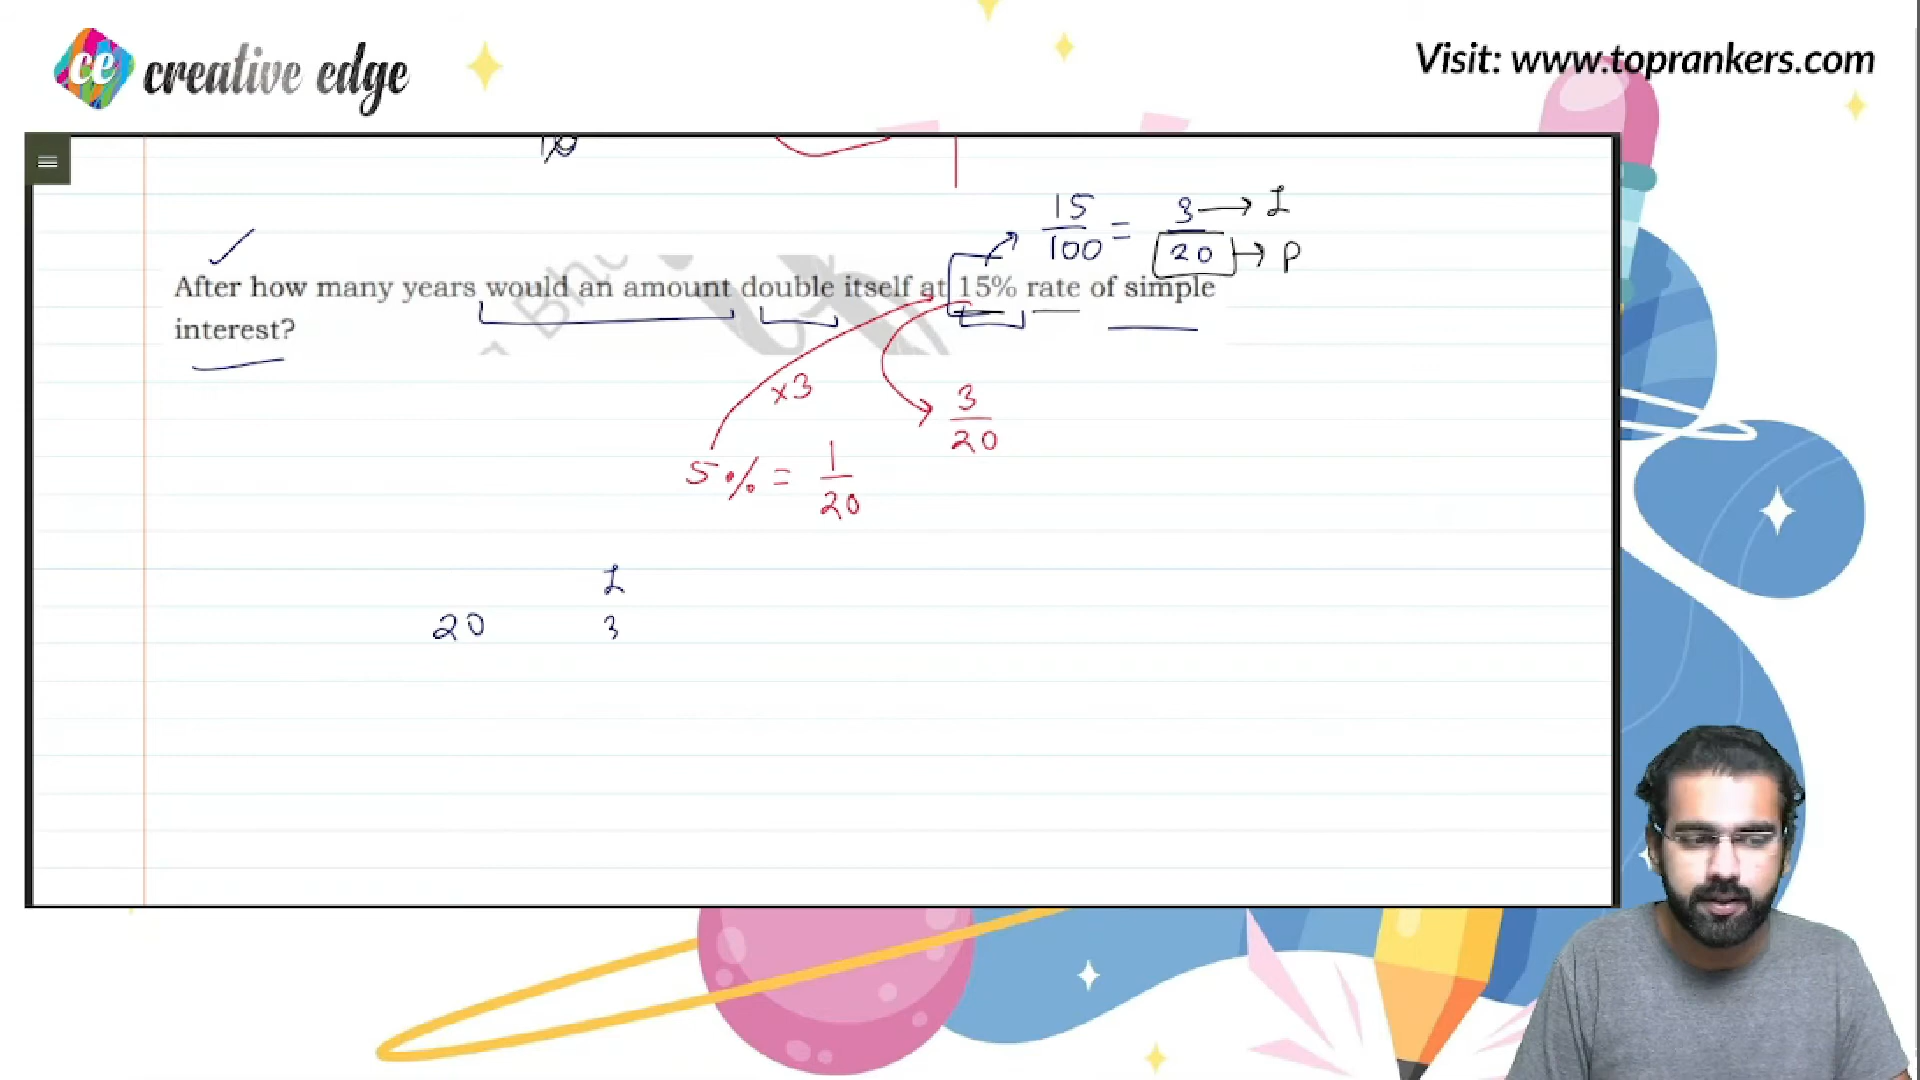 ce creative edge
Visit: www.toprankers.com
15/100 = 3/20
3 → I
20 → P
After how many years would an amount double itself at 15% rate of simple
interest?
×3
3/20
5% = 1/20
I
20 3